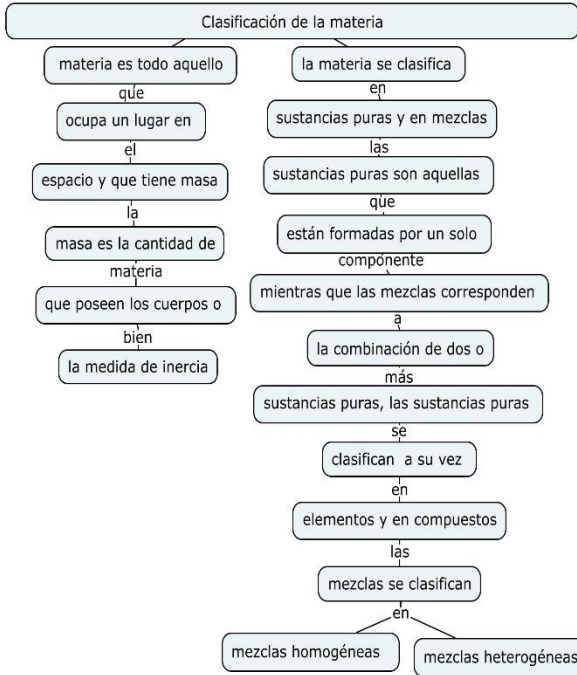 Clasificación de la materia
materia es todo aquello
que
ocupa un lugar en
el
espacio y que tiene masa
la
masa es la cantidad de
materia
que poseen los cuerpos o
bien
la medida de inercia
la materia se clasifica
en
sustancias puras y en mezclas
las
sustancias puras son aquellas
que
están formadas por un solo
componente
mientras que las mezclas corresponden
a
la combinación de dos o
más
sustancias puras, las sustancias puras
se
clasifican a su vez
en
elementos y en compuestos
las
mezclas se clasifican
en
mezclas homogéneas
mezclas heterogéneas